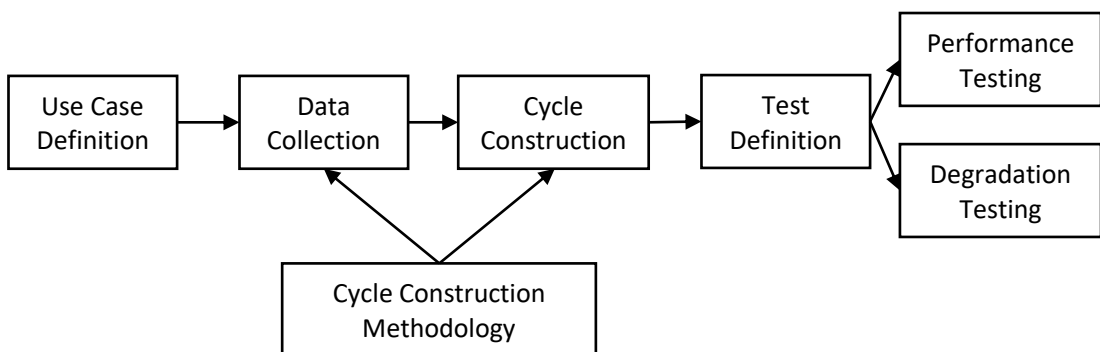 Use Case
Definition
Data
Collection
Cycle
Construction
Test
Definition
Performance
Testing
Degradation
Testing
Cycle Construction
Methodology